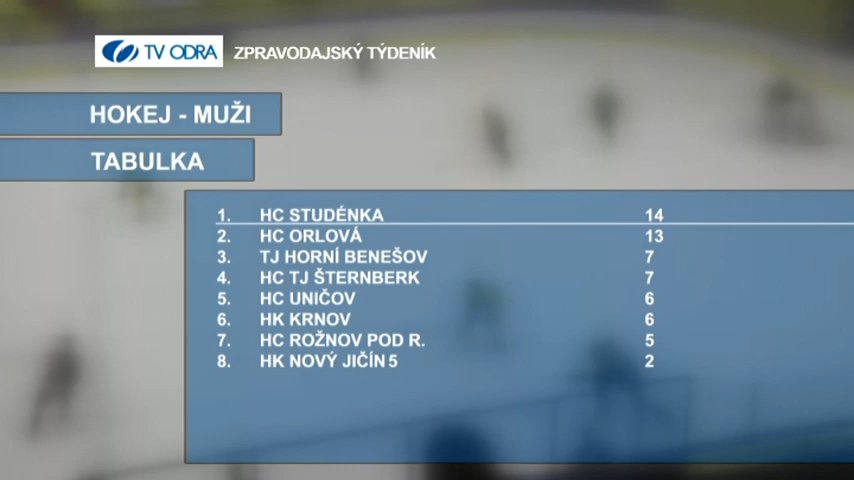 TV ODRA ZPRAVODAJSKÝ TÝDENÍK
HOKEJ - MUŽI
TABULKA
1. HC STUDÉNKA 14
2. HC ORLOVÁ 13
3. TJ HORNÍ BENEŠOV 7
4. HC TJ ŠTERNBERK 7
5. HC UNIČOV 6
6. HK KRNOV 6
7. HC ROŽNOV POD R. 5
8. HK NOVÝ JIČÍN 5 2